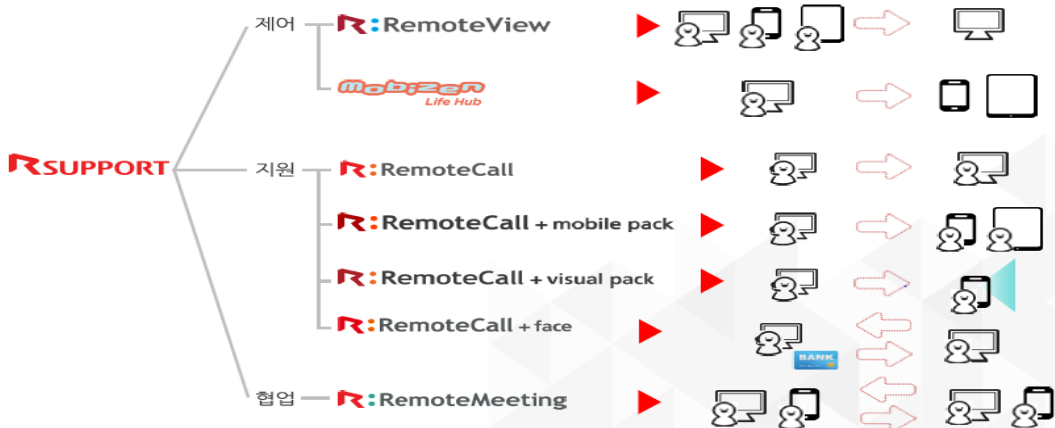 제어
R:RemoteView
mobizen
Life Hub
RSUPPORT
지원
R:RemoteCall
R:RemoteCall + mobile pack
R:RemoteCall + visual pack
R:RemoteCall + face
BANK
협업
R:RemoteMeeting